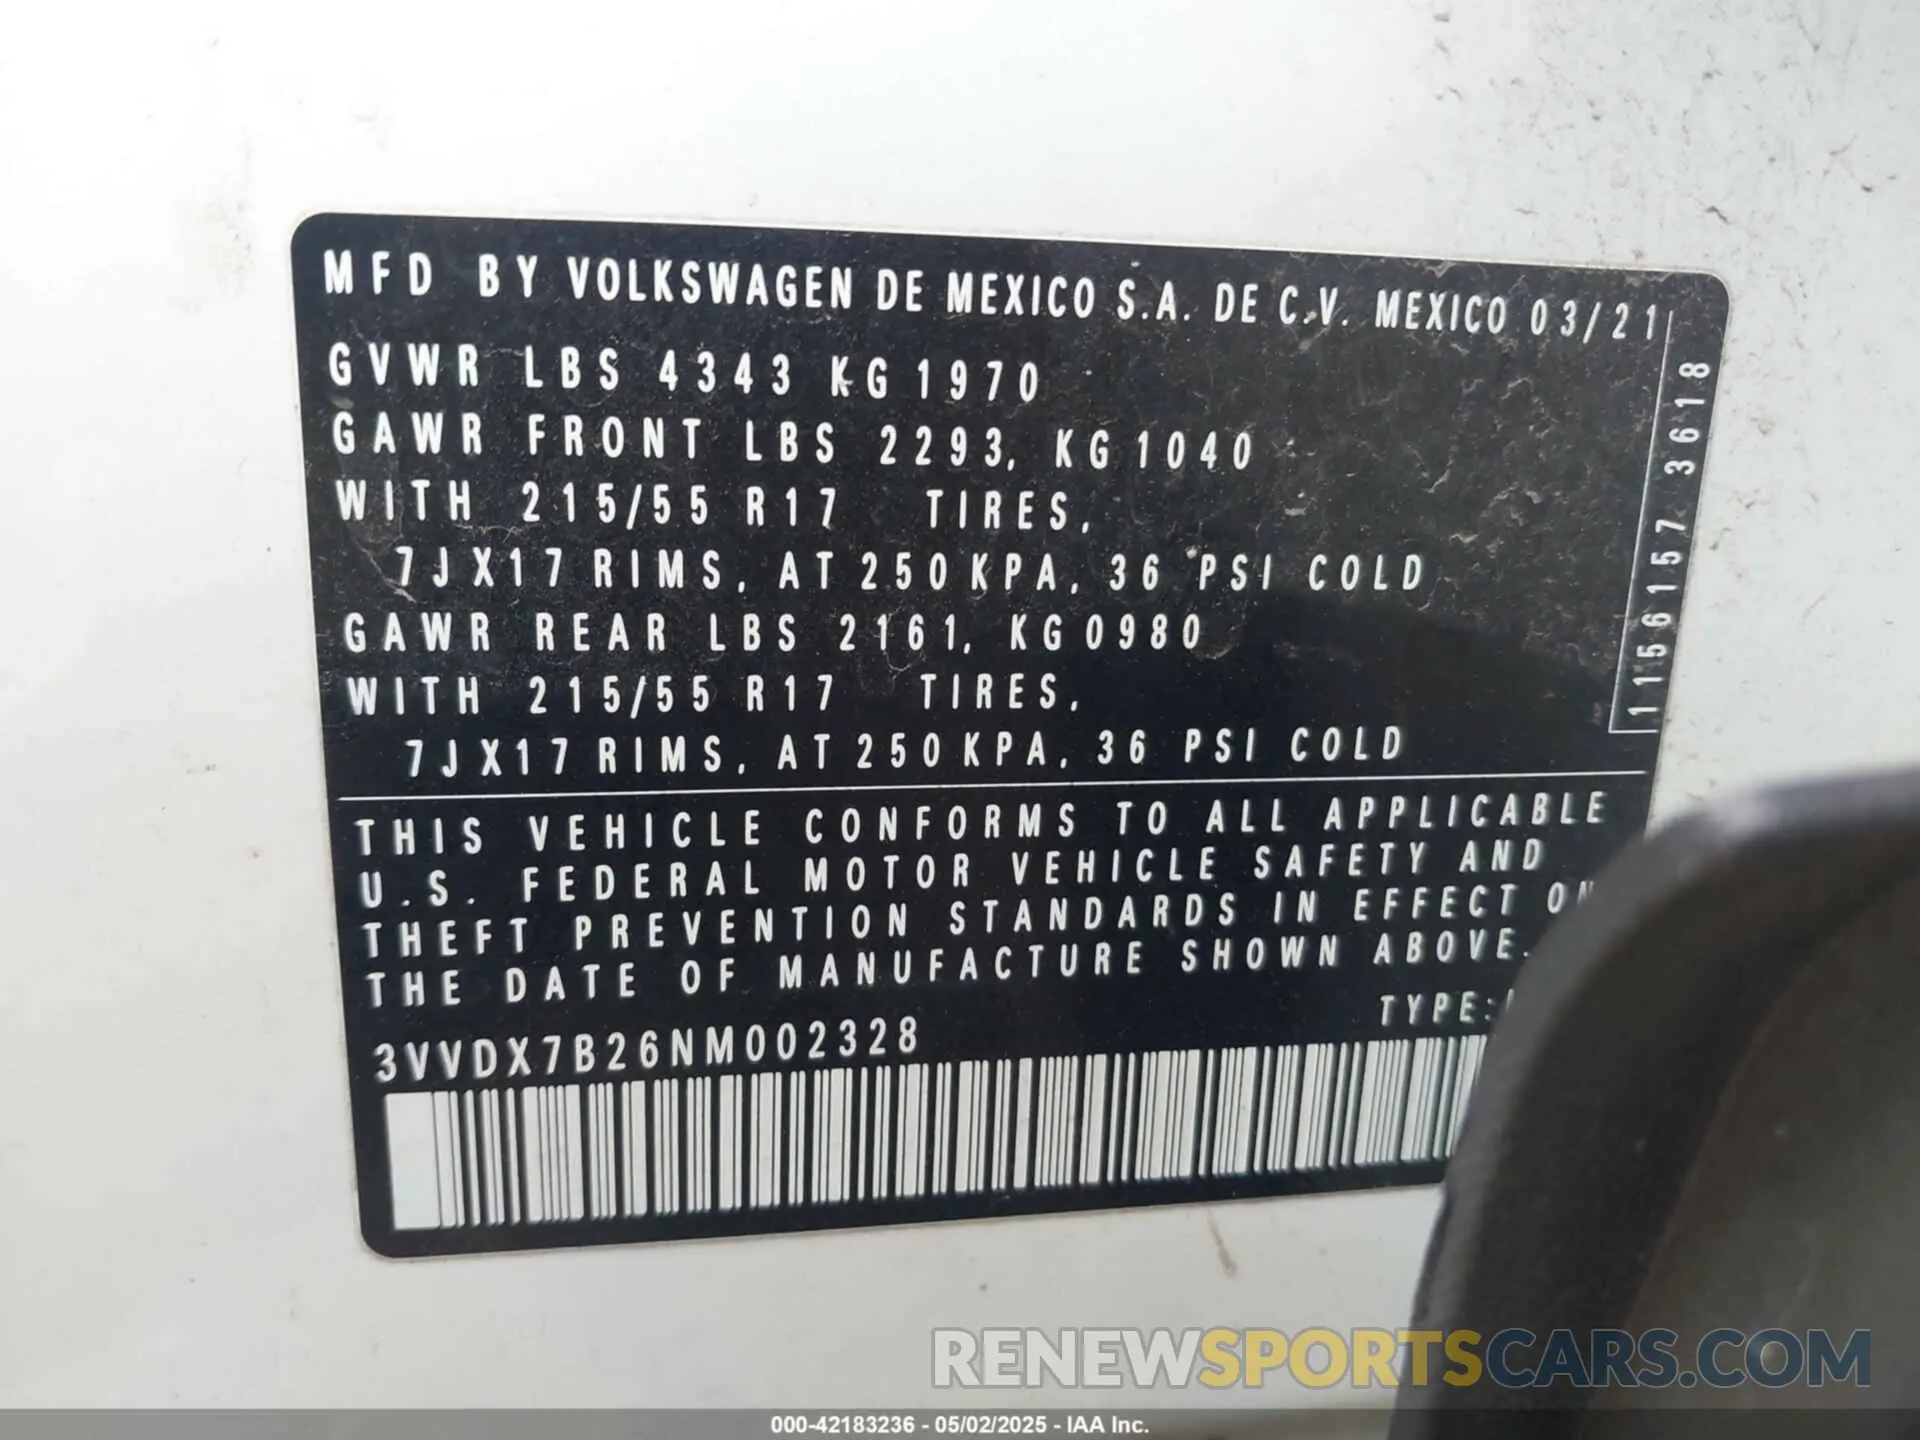 MFD BY VOLKSWAGEN DE MEXICO S.A. DE C.V. MEXICO 03/21
GVWR LBS 4343 KG 1970
GAWR FRONT LBS 2293, KG 1040
WITH 215/55 R17 TIRES,
7JX17 RIMS, AT 250 KPA, 36 PSI COLD
GAWR REAR LBS 2161, KG 0980
WITH 215/55 R17 TIRES,
7JX17 RIMS, AT 250 KPA, 36 PSI COLD
1156157 3618
THIS VEHICLE CONFORMS TO ALL APPLICABLE
U.S. FEDERAL MOTOR VEHICLE SAFETY AND
THEFT PREVENTION STANDARDS IN EFFECT ON
THE DATE OF MANUFACTURE SHOWN ABOVE.
3VVDX7B26NM002328 TYPE:
RENEWSPORTSCARS.COM
000-42183236 - 05/02/2025 - IAA Inc.